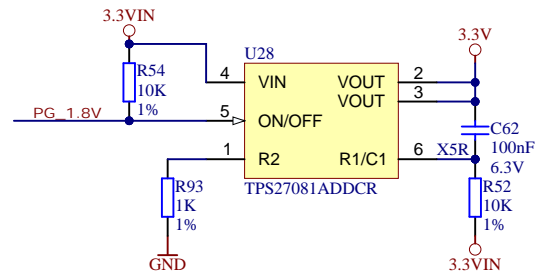 3.3VIN
R54
10K
1%
PG_1.8V
U28
4
VIN
VOUT
2
VOUT
3
5
ON/OFF
1
R2
R1/C1
6
X5R
TPS27081ADDCR
3.3V
C62
100nF
6.3V
R93
1K
1%
GND
R52
10K
1%
3.3VIN